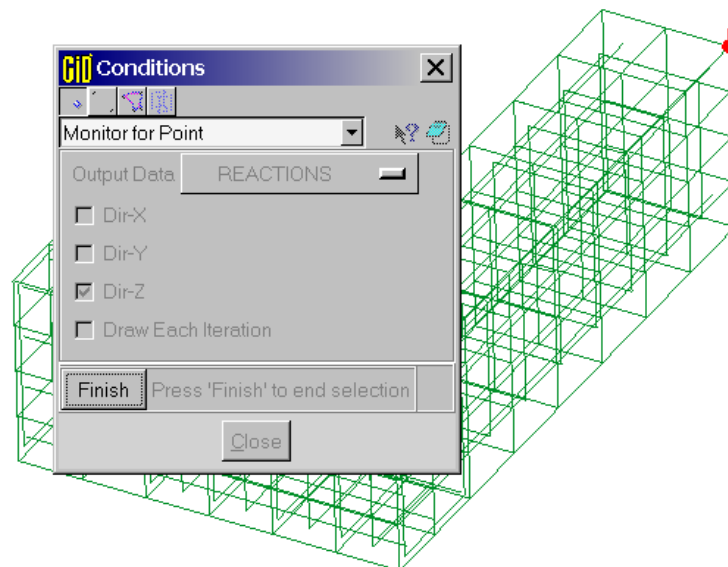 GiD Conditions
Monitor for Point
Output Data REACTIONS
Dir-X
Dir-Y
Dir-Z
Draw Each Iteration
Finish Press 'Finish' to end selection
Close